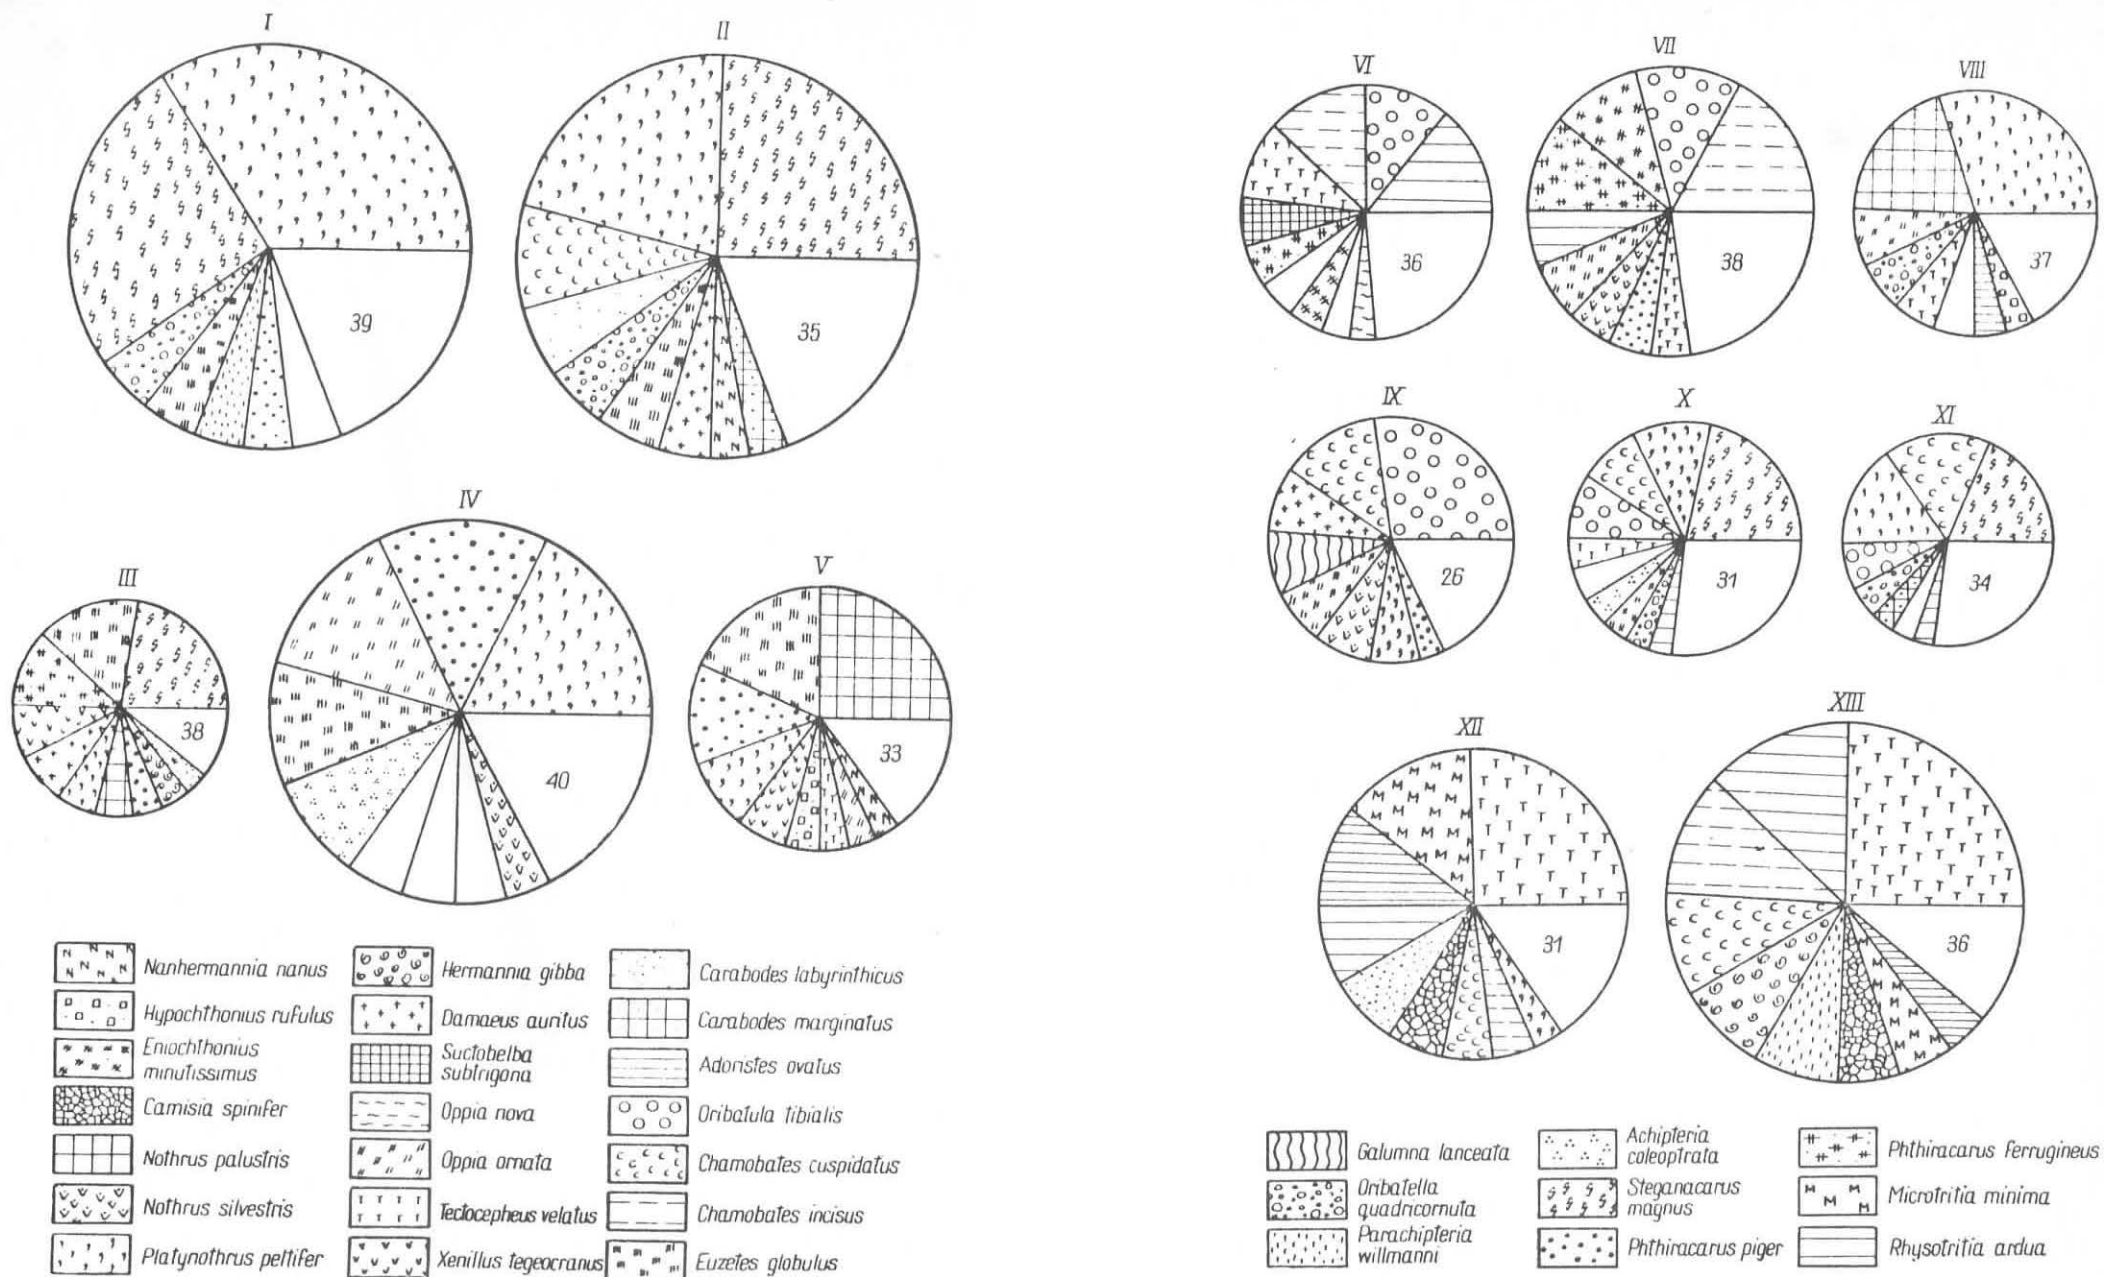 I
II
39
35
III
IV
V
38
40
33
Nanhermannia nanus
Hypochthonius rufulus
Eniochthonius
minutissimus
Camisia spinifer
Nothrus palustris
Nothrus silvestris
Platynothrus peltifer
Hermannia gibba
Damaeus auritus
Suctobelba
subtrigona
Oppia nova
Oppia ornata
Tectocepheus velatus
Xenillus tegeocranus
Carabodes labyrinthicus
Carabodes marginatus
Adoristes ovatus
Oribatula tibialis
Chamobates cuspidatus
Chamobates incisus
Euzetes globulus
VI
VII
VIII
36
38
37
IX
X
XI
26
31
34
XII
XIII
31
36
Galumna lanceata
Oribatella
quadricornuta
Parachipteria
willmanni
Achipteria
coleoptrata
Steganacarus
magnus
Phthiracarus piger
Phthiracarus ferrugineus
Microtritia minima
Rhysotritia ardua